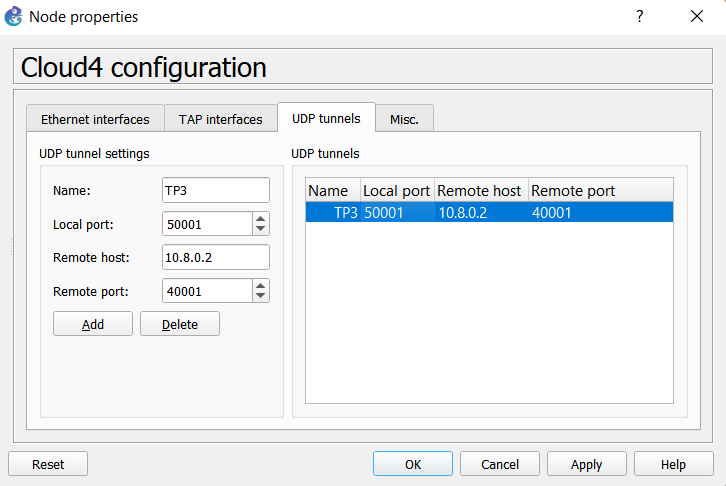 Node properties
Cloud4 configuration
Ethernet interfaces TAP interfaces UDP tunnels Misc.
UDP tunnel settings
Name: TP3
Local port: 50001
Remote host: 10.8.0.2
Remote port: 40001
Add Delete
UDP tunnels
Name Local port Remote host Remote port
TP3 50001 10.8.0.2 40001
Reset OK Cancel Apply Help